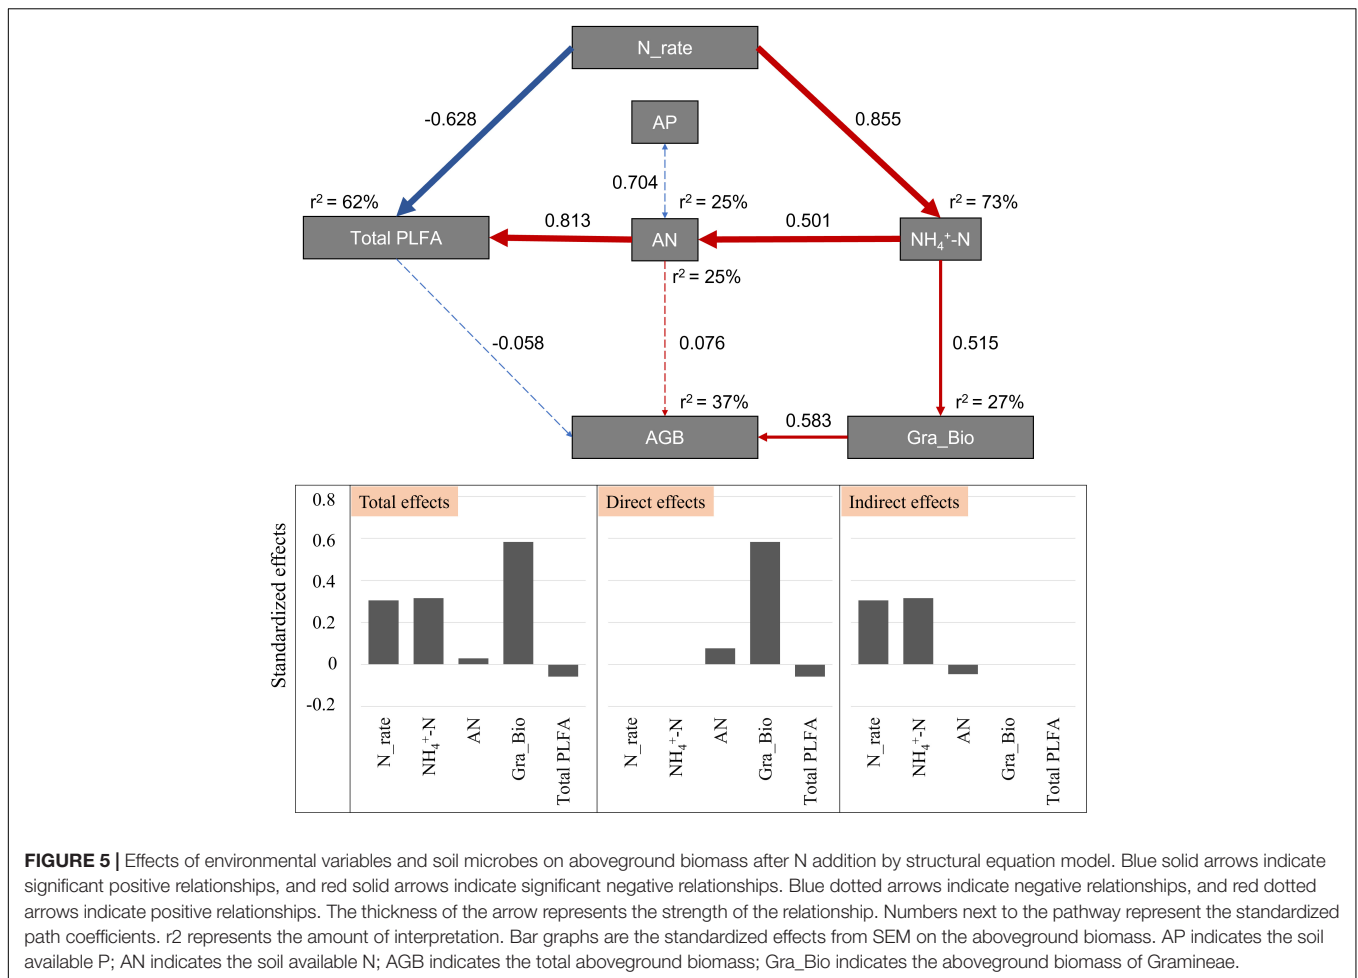 N_rate
AP
-0.628
0.855
0.704
r² = 62%
r² = 25%
r² = 73%
Total PLFA
0.813
AN
0.501
NH₄⁺-N
r² = 25%
-0.058
0.076
0.515
r² = 37%
r² = 27%
AGB
0.583
Gra_Bio
Standardized effects
0.8
0.6
0.4
0.2
0
-0.2
Total effects
N_rate
NH₄⁺-N
AN
Gra_Bio
Total PLFA
Direct effects
N_rate
NH₄⁺-N
AN
Gra_Bio
Total PLFA
Indirect effects
N_rate
NH₄⁺-N
AN
Gra_Bio
Total PLFA
FIGURE 5 | Effects of environmental variables and soil microbes on aboveground biomass after N addition by structural equation model. Blue solid arrows indicate
significant positive relationships, and red solid arrows indicate significant negative relationships. Blue dotted arrows indicate negative relationships, and red dotted
arrows indicate positive relationships. The thickness of the arrow represents the strength of the relationship. Numbers next to the pathway represent the standardized
path coefficients. r2 represents the amount of interpretation. Bar graphs are the standardized effects from SEM on the aboveground biomass. AP indicates the soil
available P; AN indicates the soil available N; AGB indicates the total aboveground biomass; Gra_Bio indicates the aboveground biomass of Gramineae.